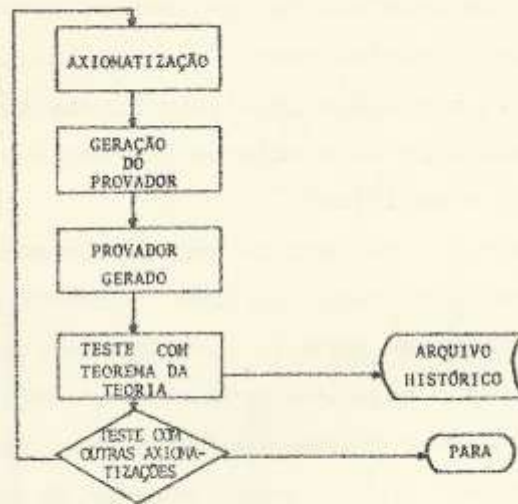 AXIOMATIZAÇÃO
GERAÇÃO
DO
PROVADOR
PROVADOR
GERADO
TESTE COM
TEOREMA DA
TEORIA
ARQUIVO
HISTÓRICO
TESTE COM
OUTRAS AXIOMA-
TIZAÇÕES
PARA